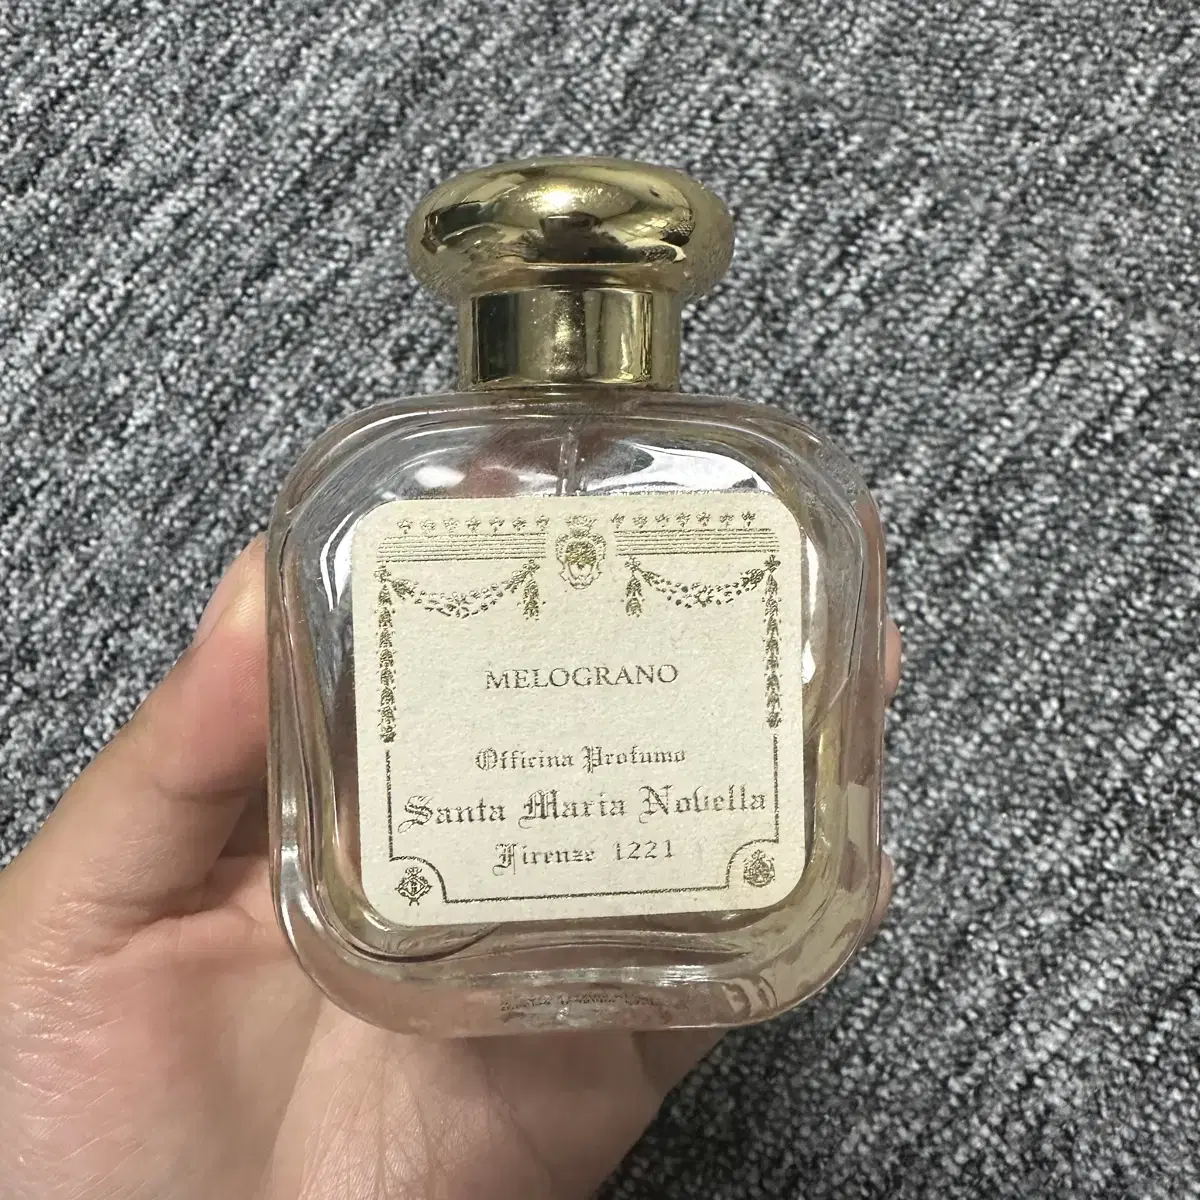 MELOGRANO
Officina Profumo
Santa Maria Novella
Firenze 1221